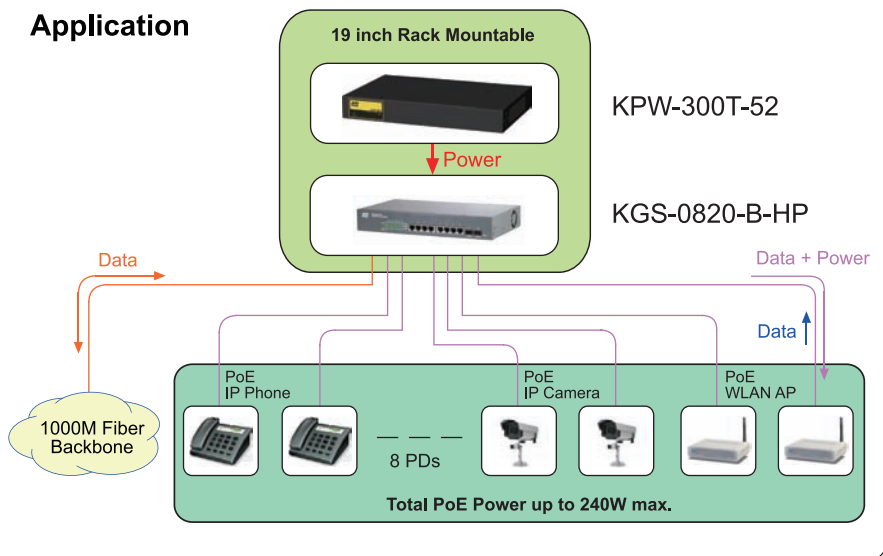 Application
19 inch Rack Mountable
KPW-300T-52
Power
KGS-0820-B-HP
Data
Data + Power
Data
PoE
IP Phone
PoE
IP Camera
PoE
WLAN AP
1000M Fiber
Backbone
8 PDs
Total PoE Power up to 240W max.